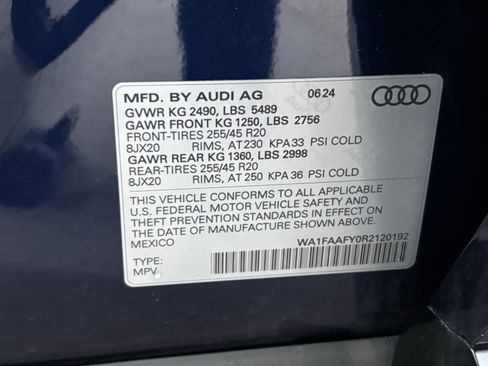 MFD. BY AUDI AG 06.24
GVWR KG 2490, LBS 5489
GAWR FRONT KG 1250, LBS 2756
FRONT-TIRES 255/45 R20
8JX20 RIMS, AT 230 KPA 33 PSI COLD
GAWR REAR KG 1360, LBS 2998
REAR-TIRES 255/45 R20
8JX20 RIMS, AT 250 KPA 36 PSI COLD
THIS VEHICLE CONFORMS TO ALL APPLICABLE
U.S. FEDERAL MOTOR VEHICLE SAFETY AND
THEFT PREVENTION STANDARDS IN EFFECT ON
THE DATE OF MANUFACTURE SHOWN ABOVE.
MEXICO WA1FAAFY0R2120192
TYPE:
MPV